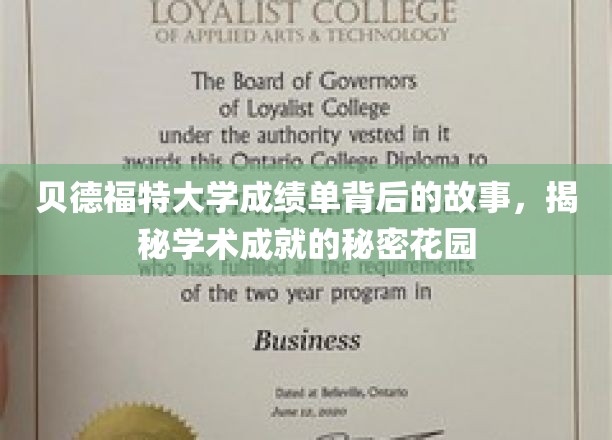 LOYALIST COLLEGE
OF APPLIED ARTS & TECHNOLOGY
The Board of Governors
of Loyalist College
under the authority vested in it
awards this Ontario College Diploma to
贝德福特大学成绩单背后的故事，揭
秘学术成就的秘密花园
who has fulfilled all the requirements
of the two year program in
Business
Dated at Belleville, Ontario
June 12, 2020